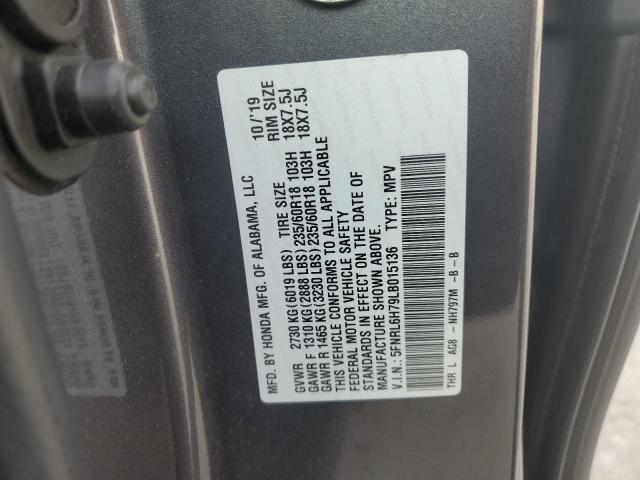 MFD. BY HONDA MFG. OF ALABAMA, LLC 10/'19
TIRE SIZE RIM SIZE
GVWR 2730 KG(6019 LBS)
GAWR F 1310 KG(2888 LBS)235/60R18 103H 18X7.5J
GAWR R 1465 KG(3230 LBS)235/60R18 103H 18X7.5J
THIS VEHICLE CONFORMS TO ALL APPLICABLE
FEDERAL MOTOR VEHICLE SAFETY
STANDARDS IN EFFECT ON THE DATE OF
MANUFACTURE SHOWN ABOVE.
V.I.N.: 5FNRL6H79LB015136 TYPE: MPV
THR L AG8 - NH797M -B-B